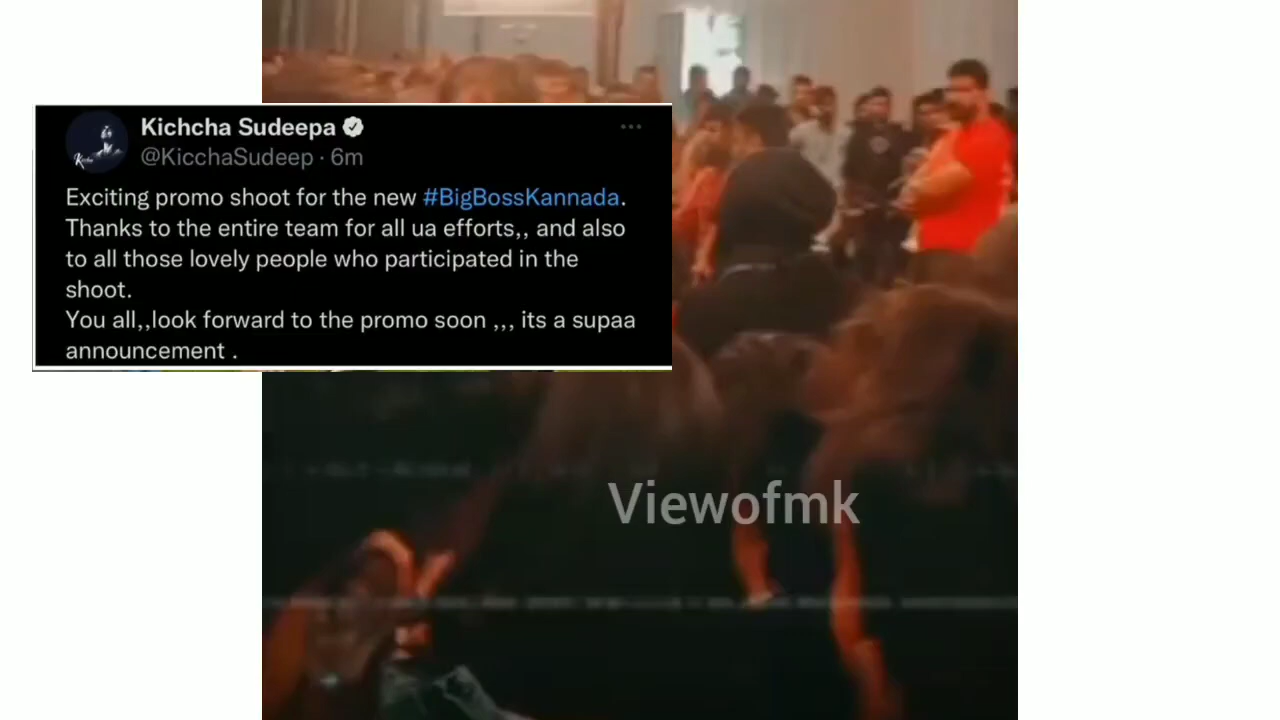 Kichcha Sudeepa
@KicchaSudeep · 6m
Exciting promo shoot for the new #BigBossKannada.
Thanks to the entire team for all ua efforts,, and also
to all those lovely people who participated in the
shoot.
You all,,look forward to the promo soon ,,, its a supaa
announcement .
Viewofmk